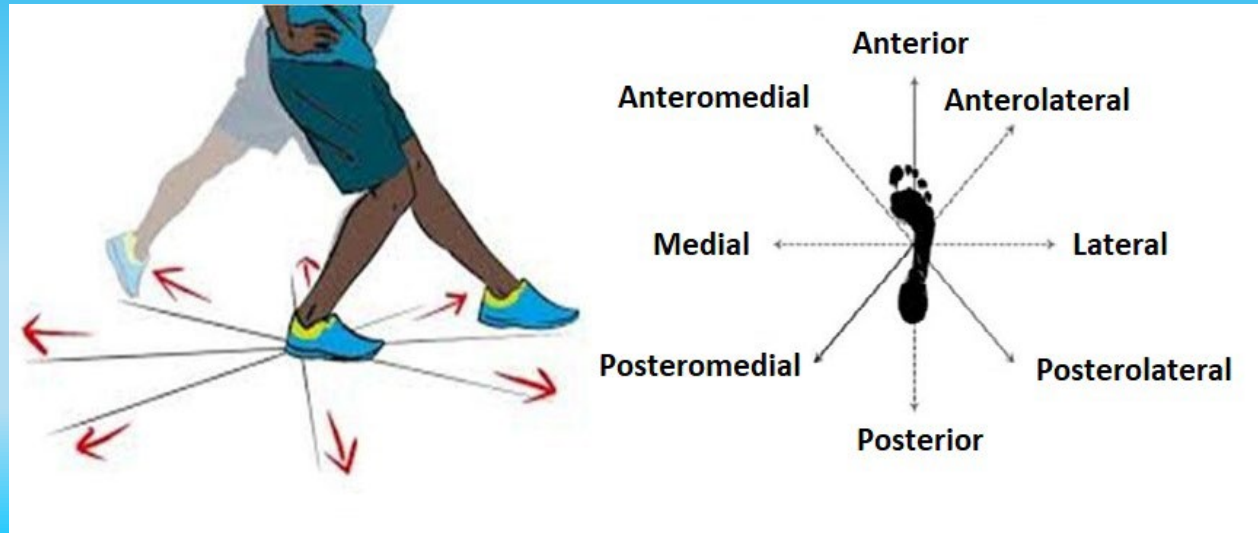 Anterior
Anteromedial
Anterolateral
Medial
Lateral
Posteromedial
Posterolateral
Posterior